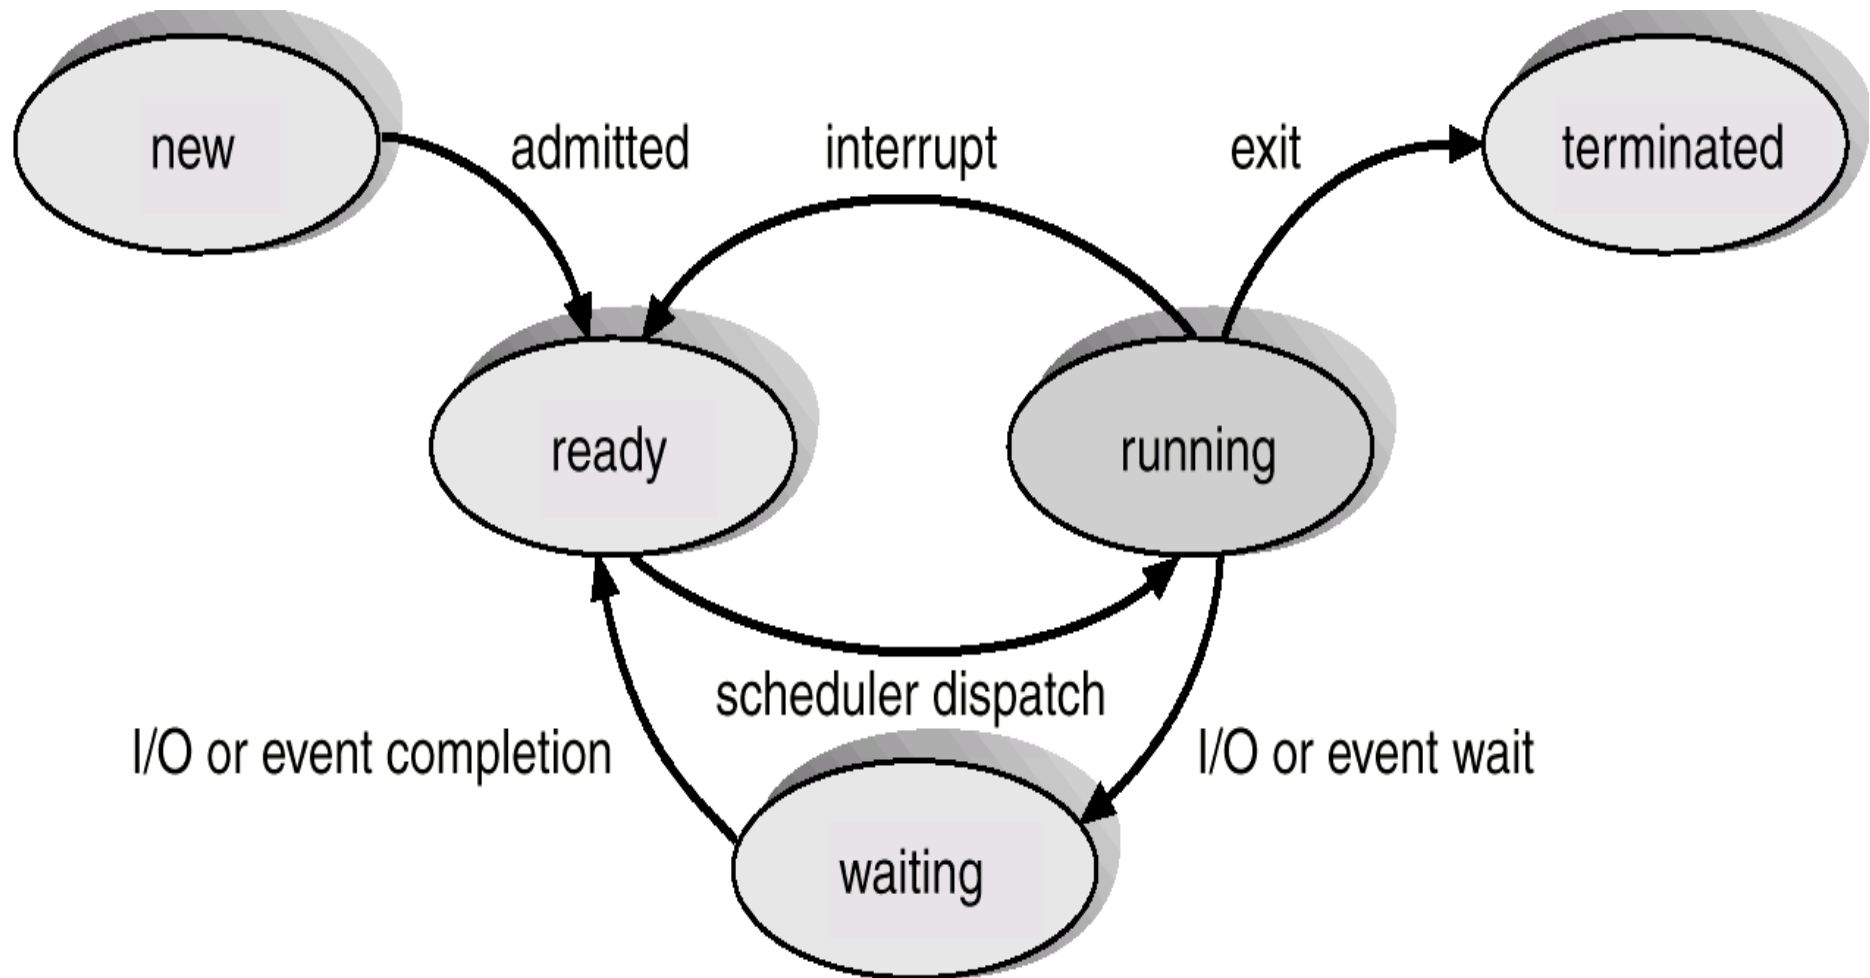 new
admitted
interrupt
exit
terminated
ready
running
scheduler dispatch
I/O or event completion
I/O or event wait
waiting